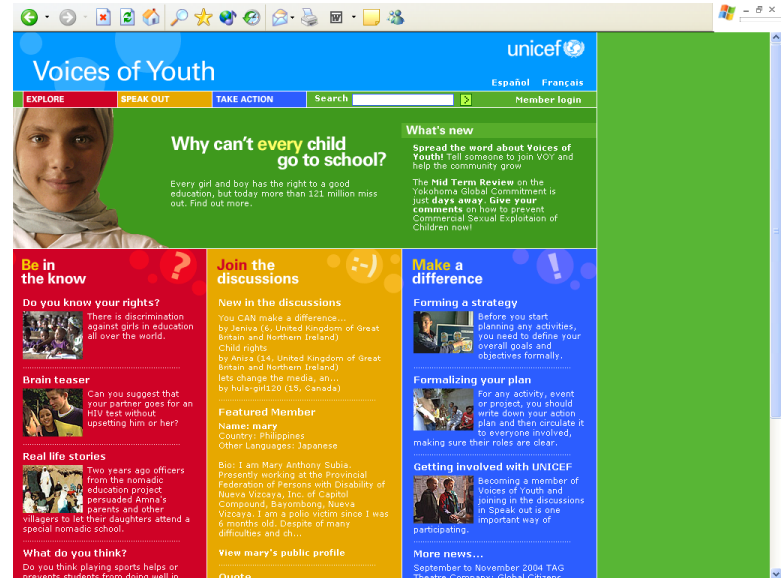 unicef
Voices of Youth
Español Français
EXPLORE
SPEAK OUT
TAKE ACTION
Search
Member login
Why can't every child
go to school?
Every girl and boy has the right to a good
education, but today more than 121 million miss
out. Find out more.
What's new
Spread the word about Voices of
Youth! Tell someone to join VOY and
help the community grow
The Mid Term Review on the
Yokohoma Global Commitment is
just days away. Give your
comments on how to prevent
Commercial Sexual Exploitaion of
Children now!
Be in
the know
?
Do you know your rights?
There is discrimination
against girls in education
all over the world.
Brain teaser
Can you suggest that
your partner goes for an
HIV test without
upsetting him or her?
Real life stories
Two years ago officers
from the nomadic
education project
persuaded Amna's
parents and other
villagers to let their daughters attend a
special nomadic school.
What do you think?
Do you think playing sports helps or
prevents students from doing well in
Join the
discussions
:-)
New in the discussions
You CAN make a difference...
by Jeniva (6, United Kingdom of Great
Britain and Northern Ireland)
Child rights
by Anisa (14, United Kingdom of Great
Britain and Northern Ireland)
lets change the media, an...
by hula-girl120 (15, Canada)
Featured Member
Name: mary
Country: Philippines
Other Languages: Japanese
Bio: I am Mary Anthony Subia.
Presently working at the Provincial
Federation of Persons with Disability of
Nueva Vizcaya, Inc. of Capitol
Compound, Bayombong, Nueva
Vizcaya. I am a polio victim since I was
6 months old. Despite of many
difficulties and ch...
View mary's public profile
Quote
Make a
difference
!
Forming a strategy
Before you start
planning any activities,
you need to define your
overall goals and
objectives formally.
Formalizing your plan
For any activity, event
or project, you should
write down your action
plan and then circulate it
to everyone involved,
making sure their roles are clear.
Getting involved with UNICEF
Becoming a member of
Voices of Youth and
joining in the discussions
in Speak out is one
important way of
participating.
More news...
September to November 2004 TAG
Theatre Company: Global Citizens